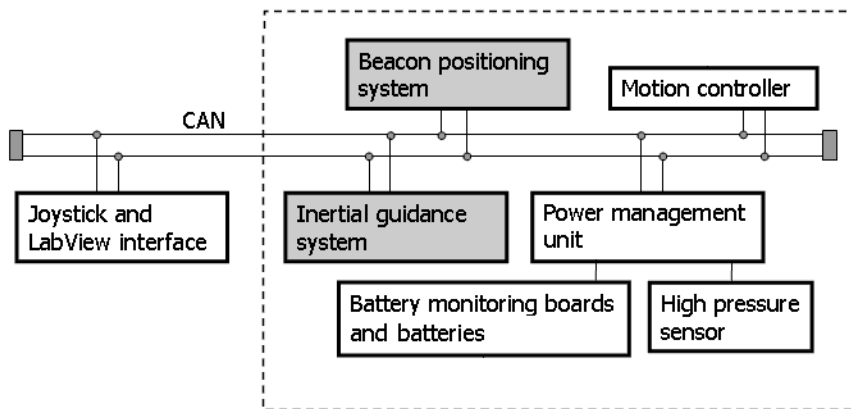 Beacon positioning
system
Motion controller
CAN
Joystick and
LabView interface
Inertial guidance
system
Power management
unit
Battery monitoring boards
and batteries
High pressure
sensor